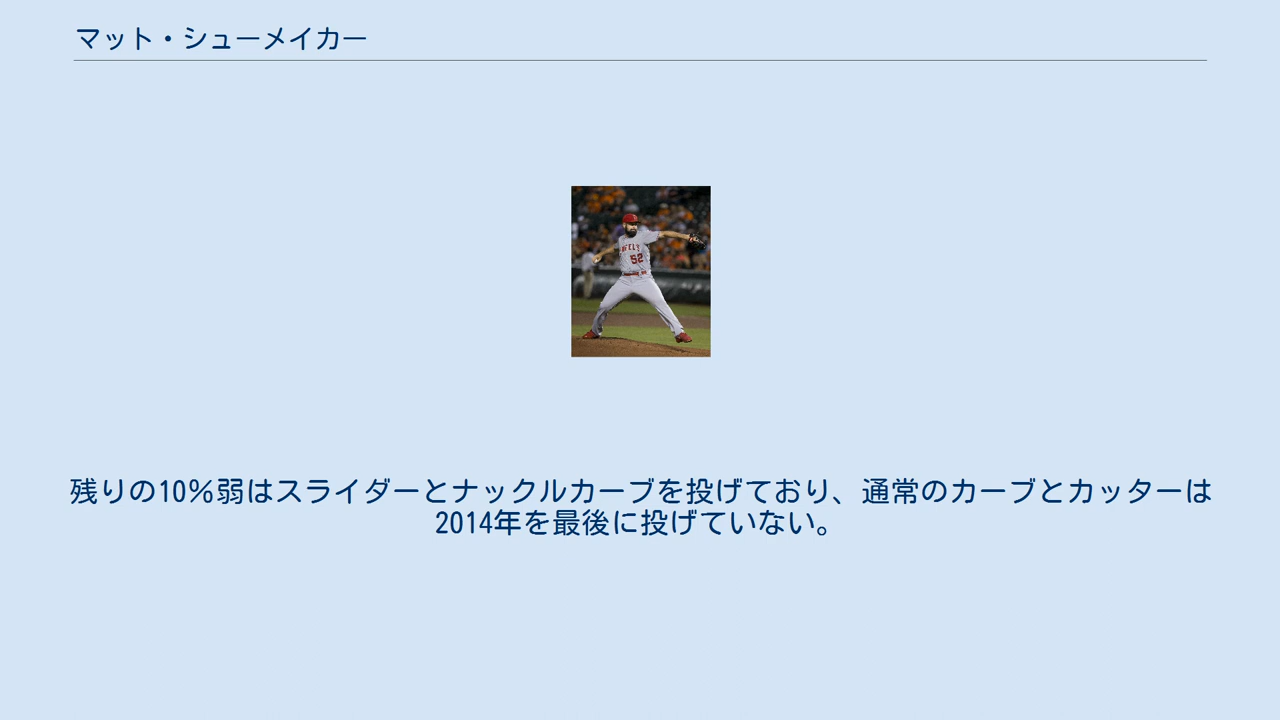 マット・シューメイカー
52
残りの10％弱はスライダーとナックルカーブを投げており、通常のカーブとカッターは
2014年を最後に投げていない。